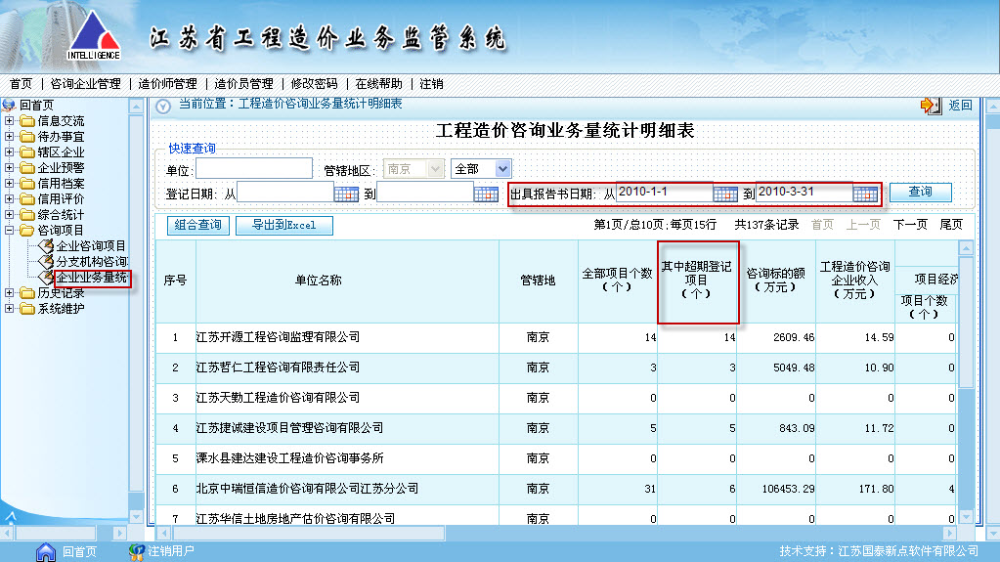 INTELLIGENCE
江苏省工程造价业务监管系统
首页 | 咨询企业管理 | 造价师管理 | 造价员管理 | 修改密码 | 在线帮助 | 注销
回首页
信息交流
待办事宜
辖区企业
企业预警
信用档案
信用评价
综合统计
咨询项目
企业咨询项目
分支机构咨询
企业业务量统
历史记录
系统维护
当前位置：工程造价咨询业务量统计明细表
返回
工程造价咨询业务量统计明细表
快速查询
单位: 管辖地区: 南京 全部
登记日期: 从 到 出具报告书日期: 从 2010-1-1 到 2010-3-31 查询
组合查询 导出到Excel 第1页/总10页;每页15行 共137条记录 首页 上一页 下一页 尾页
序号 单位名称 管辖地 全部项目个数（个） 其中超期登记项目（个） 咨询标的额（万元） 工程造价咨询企业收入（万元） 项目经济
项目个数（个）
1 江苏开源工程咨询监理有限公司 南京 14 14 2609.46 14.59 0
2 江苏哲仁工程咨询有限责任公司 南京 3 3 5049.48 10.90 0
3 江苏天勤工程造价咨询有限公司 南京 0 0 0 0 0
4 江苏捷诚建设项目管理咨询有限公司 南京 5 5 843.09 11.72 0
5 溧水县建达建设工程造价咨询事务所 南京 0 0 0 0 0
6 北京中瑞恒信造价咨询有限公司江苏分公司 南京 31 6 106453.29 171.80 4
7 江苏华信土地房地产估价咨询有限公司 南京 0 0 0 0 0
回首页 注销用户 技术支持：江苏国泰新点软件有限公司